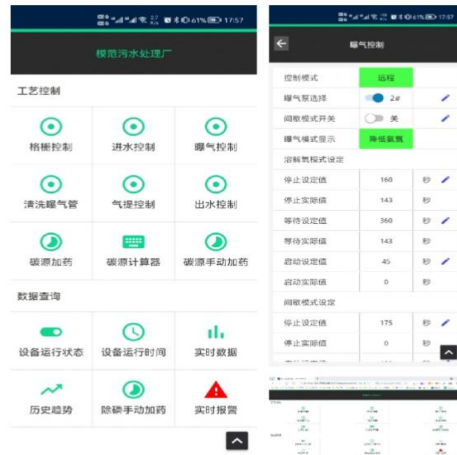 61% 17:57
模范污水处理厂
工艺控制
格栅控制 进水控制 曝气控制
清洗曝气管 气提控制 出水控制
碳源加药 碳源计算器 碳源手动加药
数据查询
设备运行状态 设备运行时间 实时数据
历史趋势 除磷手动加药 实时报警
61% 17:57
曝气控制
控制模式 远程
曝气泵选择 2#
间歇模式开关 关
曝气模式显示 降低氨氮
溶解氧模式设定
停止设定值 160 秒
停止实际值 143 秒
等待设定值 360 秒
等待实际值 143 秒
启动设定值 45 秒
启动实际值 0 秒
间歇模式设定
停止设定值 175 秒
停止实际值 0 秒